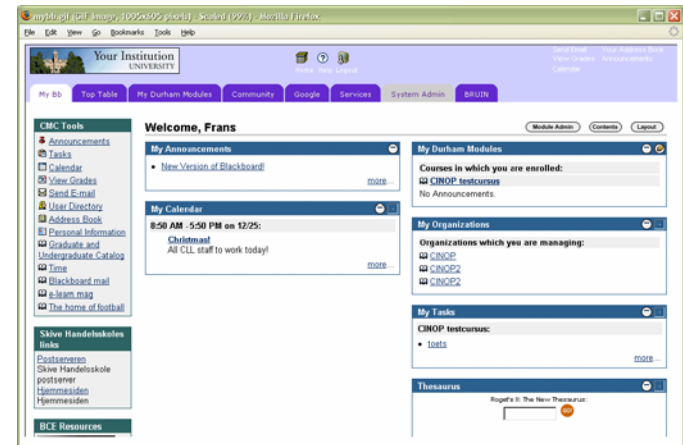 mybb.gif (GIF Image, 1005x605 pixels) - Scaled (99%) - Mozilla Firefox
File Edit View Go Bookmarks Tools Help
Your Institution
UNIVERSITY
Home Help Logout
Send Email Your Address Book
View Grades Announcements
Calendar
My Bb Top Table My Durham Modules Community Google Services System Admin BRUIN
CMC Tools
Announcements
Tasks
Calendar
View Grades
Send E-mail
User Directory
Address Book
Personal Information
Graduate and
Undergraduate Catalog
Time
Blackboard mail
e-learn mag
The home of football
Skive Handelsskoles
links
Postserveren
Skive Handelsskole
postserver
Hjemmesiden
Hjemmesiden
BCE Resources
Welcome, Frans
Module Admin Contents Layout
My Announcements
New Version of Blackboard!
more...
My Calendar
8:50 AM -5:50 PM on 12/25:
Christmas!
All CLL staff to work today!
more...
My Durham Modules
Courses in which you are enrolled:
CINOP testcursus
No Announcements.
My Organizations
Organizations which you are managing:
CINOP
CINOP2
CINOP2
My Tasks
CINOP testcursus:
toets
more...
Thesaurus
Roget's II: The New Thesaurus:
GO!